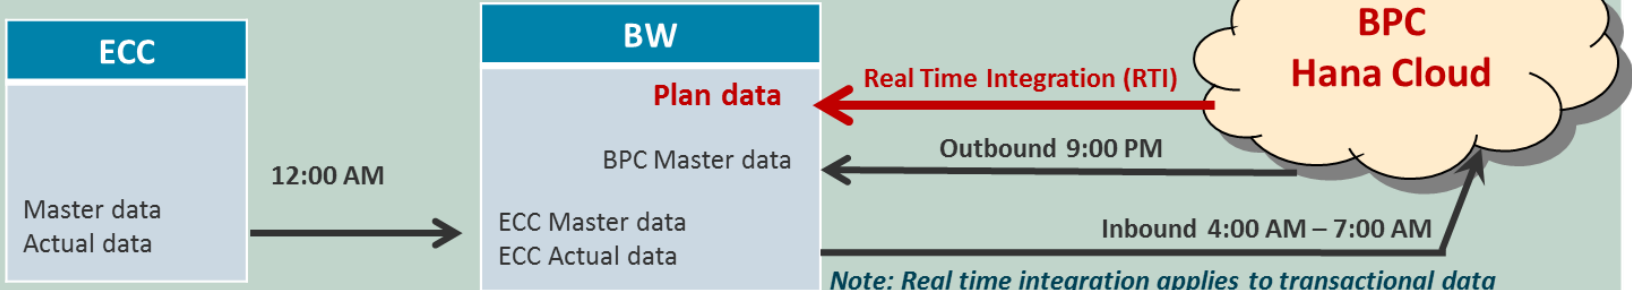 ECC
Master data
Actual data
12:00 AM
BW
Plan data
BPC Master data
ECC Master data
ECC Actual data
Real Time Integration (RTI)
Outbound 9:00 PM
Inbound 4:00 AM – 7:00 AM
BPC
Hana Cloud
Note: Real time integration applies to transactional data